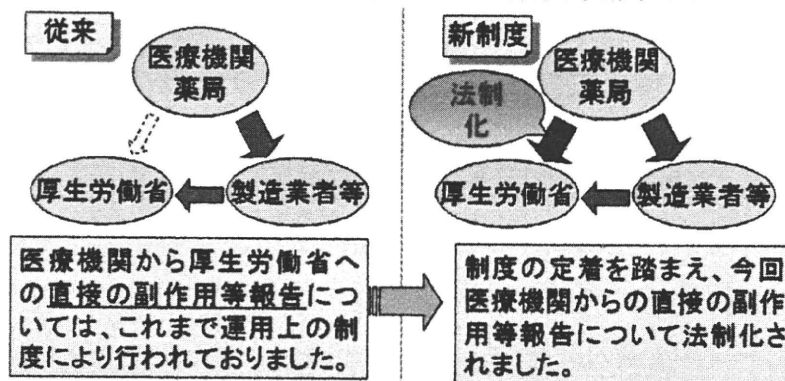 従来
医療機関
薬局
厚生労働省
製造業者等
医療機関から厚生労働省へ
の直接の副作用等報告につ
いては、これまで運用上の制
度により行われておりました。
新制度
医療機関
薬局
法制
化
厚生労働省
製造業者等
制度の定着を踏まえ、今回
医療機関からの直接の副作
用等報告について法制化さ
れました。